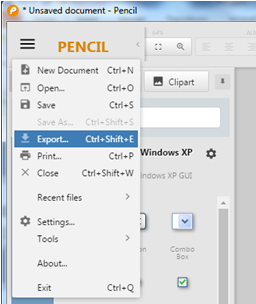 * Unsaved document - Pencil
PENCIL
New Document Ctrl+N
Open... Ctrl+O
Save Ctrl+S
Save As... Ctrl+Shift+S
Export... Ctrl+Shift+E
Print... Ctrl+P
Close Ctrl+Shift+W
Recent files
Settings...
Tools
About...
Exit Ctrl+Q
Clipart
Windows XP
Windows XP GUI
Combo
Box